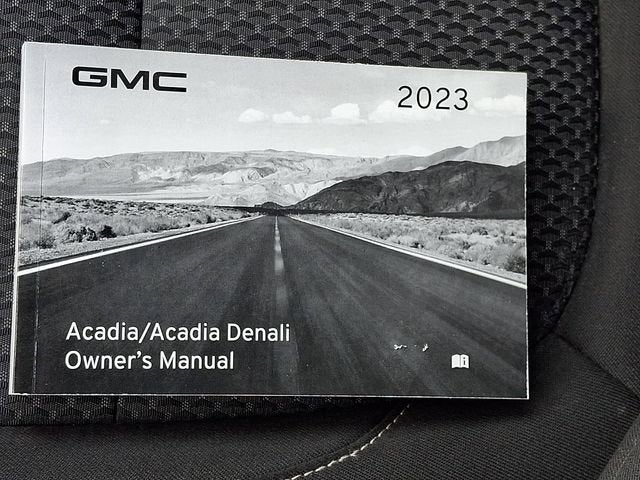 GMC
2023
Acadia/Acadia Denali
Owner's Manual